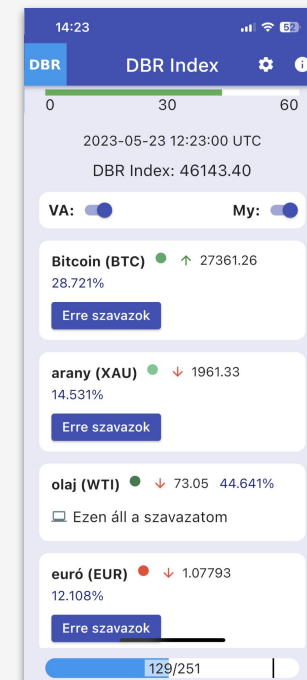 14:23
52
DBR
DBR Index
0 30 60
2023-05-23 12:23:00 UTC
DBR Index: 46143.40
VA: My:
Bitcoin (BTC) ↑ 27361.26
28.721%
Erre szavazok
arany (XAU) ↓ 1961.33
14.531%
Erre szavazok
olaj (WTI) ↓ 73.05 44.641%
Ezen áll a szavazatom
euró (EUR) ↓ 1.07793
12.108%
Erre szavazok
129/251